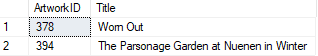 ArtworkID Title
1 378 Worn Out
2 394 The Parsonage Garden at Nuenen in Winter